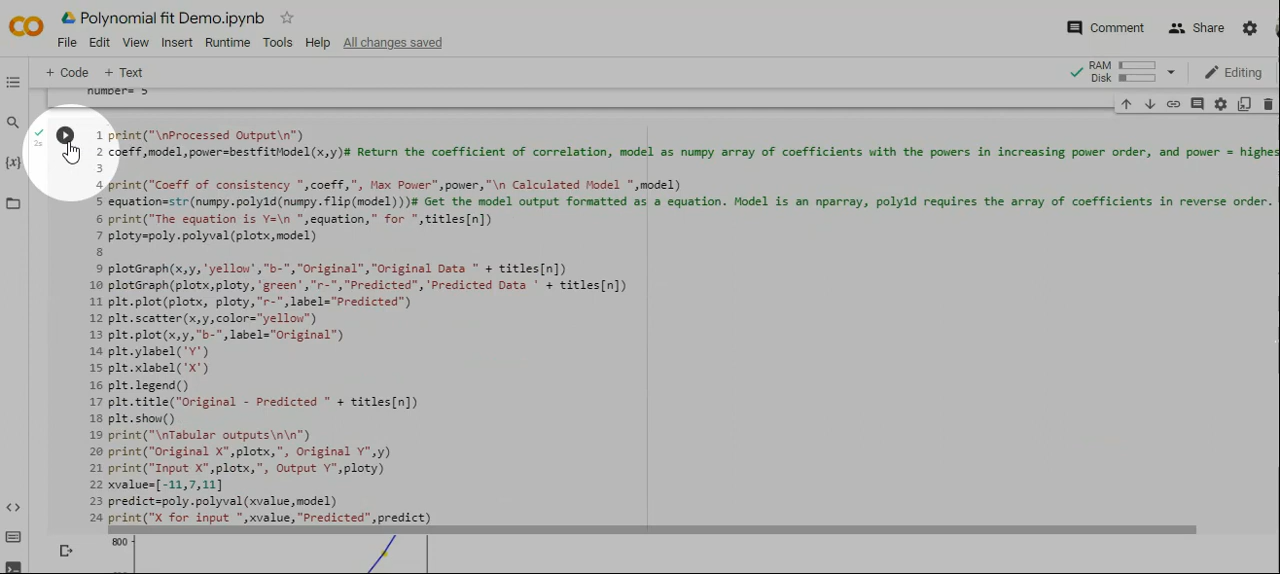 Polynomial fit Demo.ipynb
Comment
Share
File Edit View Insert Runtime Tools Help All changes saved
+ Code + Text
RAM
Disk
Editing
number= 5
2s
1 print("\nProcessed Output\n")
2 coeff,model,power=bestfitModel(x,y)# Return the coefficient of correlation, model as numpy array of coefficients with the powers in increasing power order, and power = highes
3
4 print("Coeff of consistency ",coeff,", Max Power",power,"\n Calculated Model ",model)
5 equation=str(numpy.poly1d(numpy.flip(model)))# Get the model output formatted as a equation. Model is an nparray, poly1d requires the array of coefficients in reverse order.
6 print("The equation is Y=\n ",equation," for ",titles[n])
7 ploty=poly.polyval(plotx,model)
8
9 plotGraph(x,y,'yellow',"b-","Original","Original Data " + titles[n])
10 plotGraph(plotx,ploty,'green',"r-","Predicted",'Predicted Data ' + titles[n])
11 plt.plot(plotx, ploty,"r-",label="Predicted")
12 plt.scatter(x,y,color="yellow")
13 plt.plot(x,y,"b-",label="Original")
14 plt.ylabel('Y')
15 plt.xlabel('X')
16 plt.legend()
17 plt.title("Original - Predicted " + titles[n])
18 plt.show()
19 print("\nTabular outputs\n\n")
20 print("Original X",plotx,", Original Y",y)
21 print("Input X",plotx,", Output Y",ploty)
22 xvalue=[-11,7,11]
23 predict=poly.polyval(xvalue,model)
24 print("X for input ",xvalue,"Predicted",predict)
800